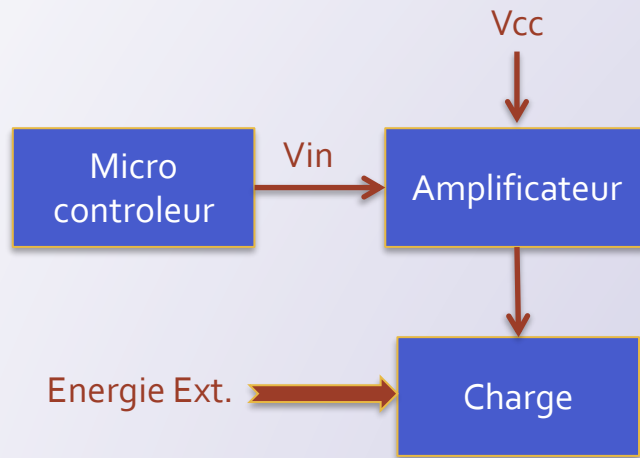 Vcc
Micro
controleur
Vin
Amplificateur
Energie Ext.
Charge